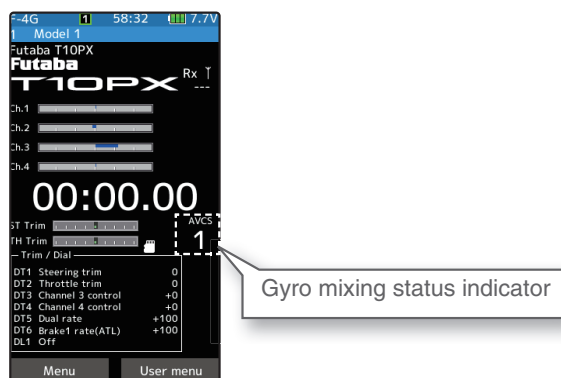 F-4G 1 58:32 7.7V
1 Model 1
Futaba T10PX
Futaba
T10PX
Rx
---
Ch.1
Ch.2
Ch.3
Ch.4
00:00.00
ST Trim
AVCS
TH Trim
1
Trim / Dial
DT1 Steering trim 0
DT2 Throttle trim 0
DT3 Channel 3 control +0
DT4 Channel 4 control +0
DT5 Dual rate +100
DT6 Brake1 rate(ATL) +100
DL1 Off
Menu User menu
Gyro mixing status indicator